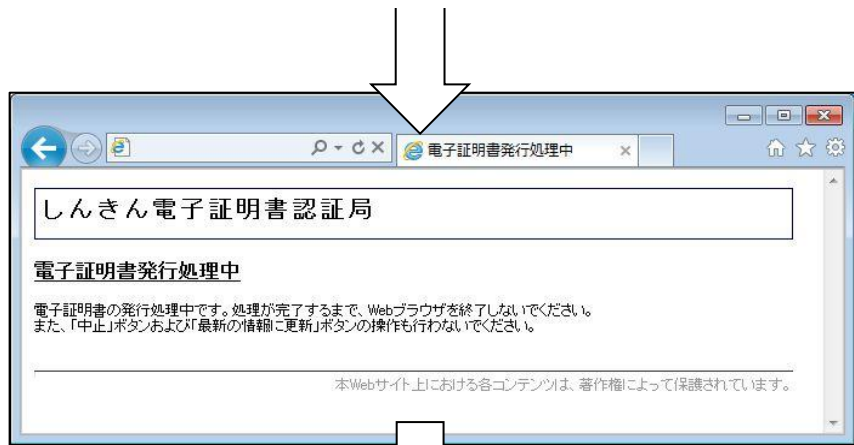 電子証明書発行処理中
しんきん電子証明書認証局
電子証明書発行処理中
電子証明書の発行処理中です。処理が完了するまで、Webブラウザを終了しないでください。
また、「中止」ボタンおよび「最新の情報に更新」ボタンの操作も行わないでください。
本Webサイト上における各コンテンツは、著作権によって保護されています。